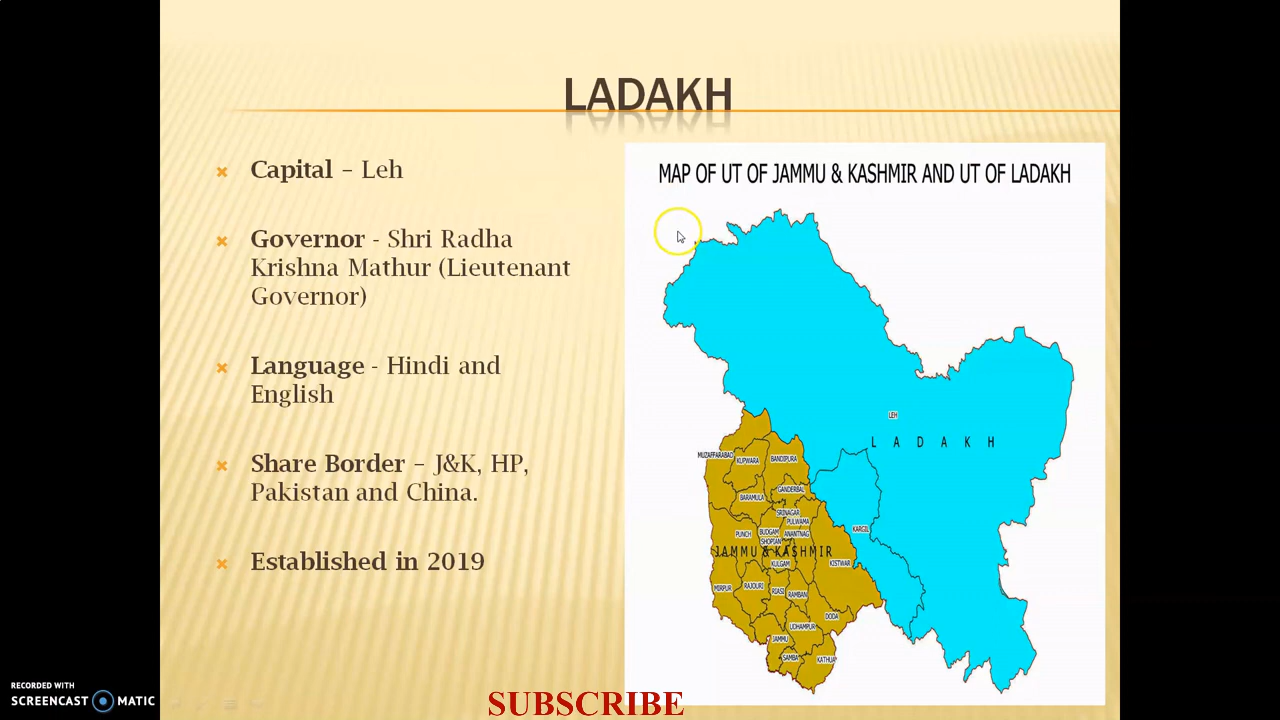 LADAKH
Capital – Leh
Governor - Shri Radha
Krishna Mathur (Lieutenant
Governor)
Language - Hindi and
English
Share Border – J&K, HP,
Pakistan and China.
Established in 2019
MAP OF UT OF JAMMU & KASHMIR AND UT OF LADAKH
LEH
L A D A K H
MUZAFFARABAD
KUPWARA
BANDIPURA
BARAMULA
GANDERBAL
SRINAGAR
PULWAMA
PUNCH
BUDGAM
ANANTNAG
SHOPIAN
KARGIL
JAMMU & KASHMIR
KULGAM
KISTWAR
MIRPUR
RAJOURI
RIASI
RAMBAN
DODA
UDHAMPUR
JAMMU
SAMBA
KATHUA
RECORDED WITH
SCREENCAST MATIC
SUBSCRIBE